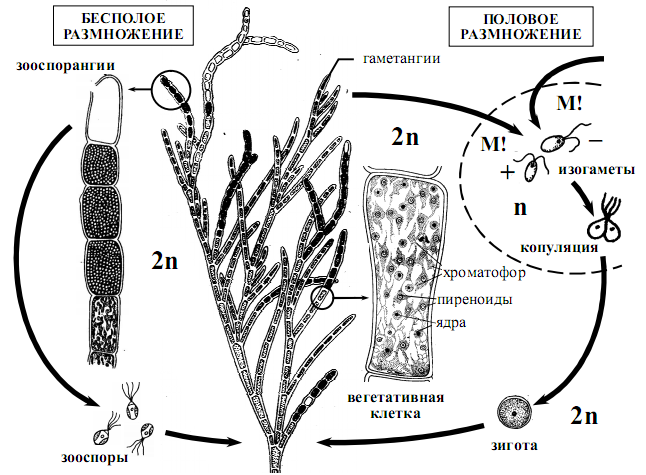 БЕСПОЛОЕ
РАЗМНОЖЕНИЕ
ПОЛОВОЕ
РАЗМНОЖЕНИЕ
зооспорангии
гаметангии
М!
2n
М!
–
+
изогаметы
n
копуляция
2n
хроматофор
пиреноиды
ядра
вегетативная
клетка
2n
зигота
зооспоры